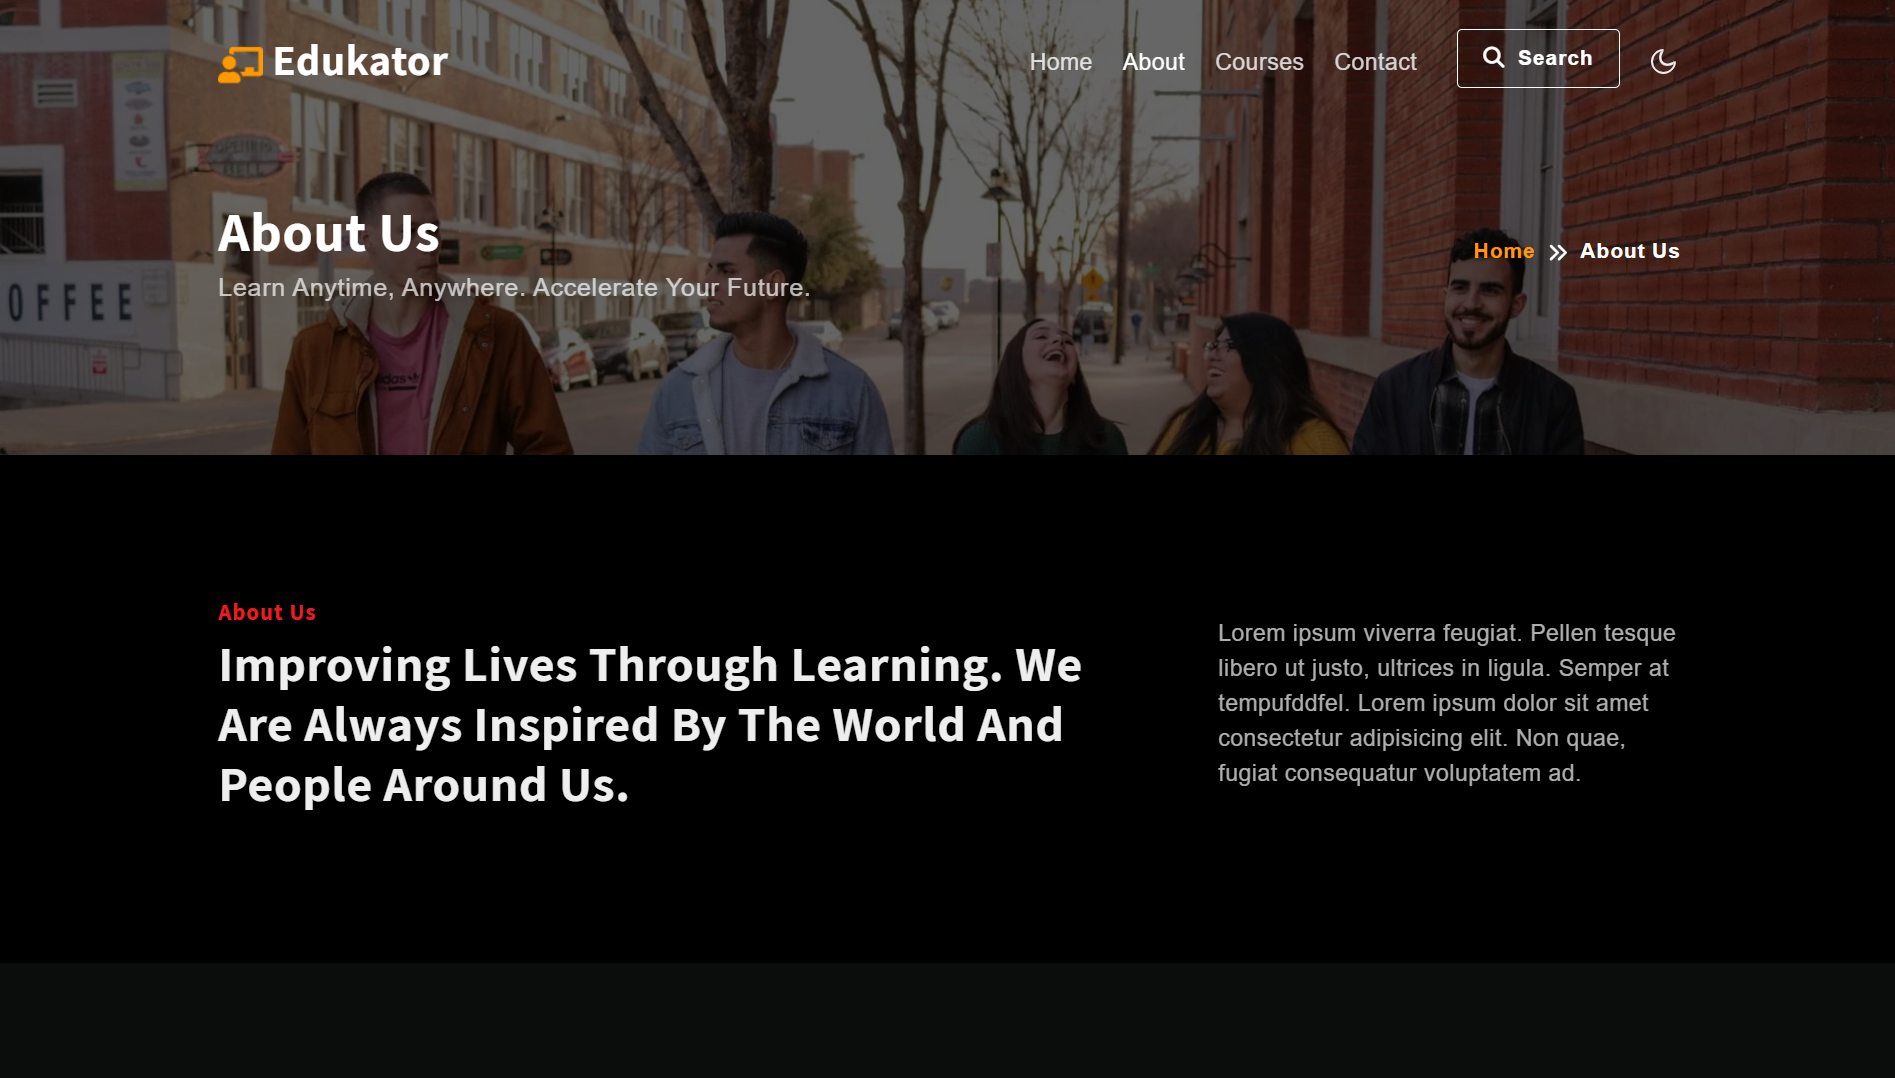 Edukator
Home
About
Courses
Contact
Search
About Us
Learn Anytime, Anywhere. Accelerate Your Future.
Home
About Us
OFFEE
adidas
About Us
Improving Lives Through Learning. We
Are Always Inspired By The World And
People Around Us.
Lorem ipsum viverra feugiat. Pellen tesque
libero ut justo, ultrices in ligula. Semper at
tempufddfel. Lorem ipsum dolor sit amet
consectetur adipisicing elit. Non quae,
fugiat consequatur voluptatem ad.